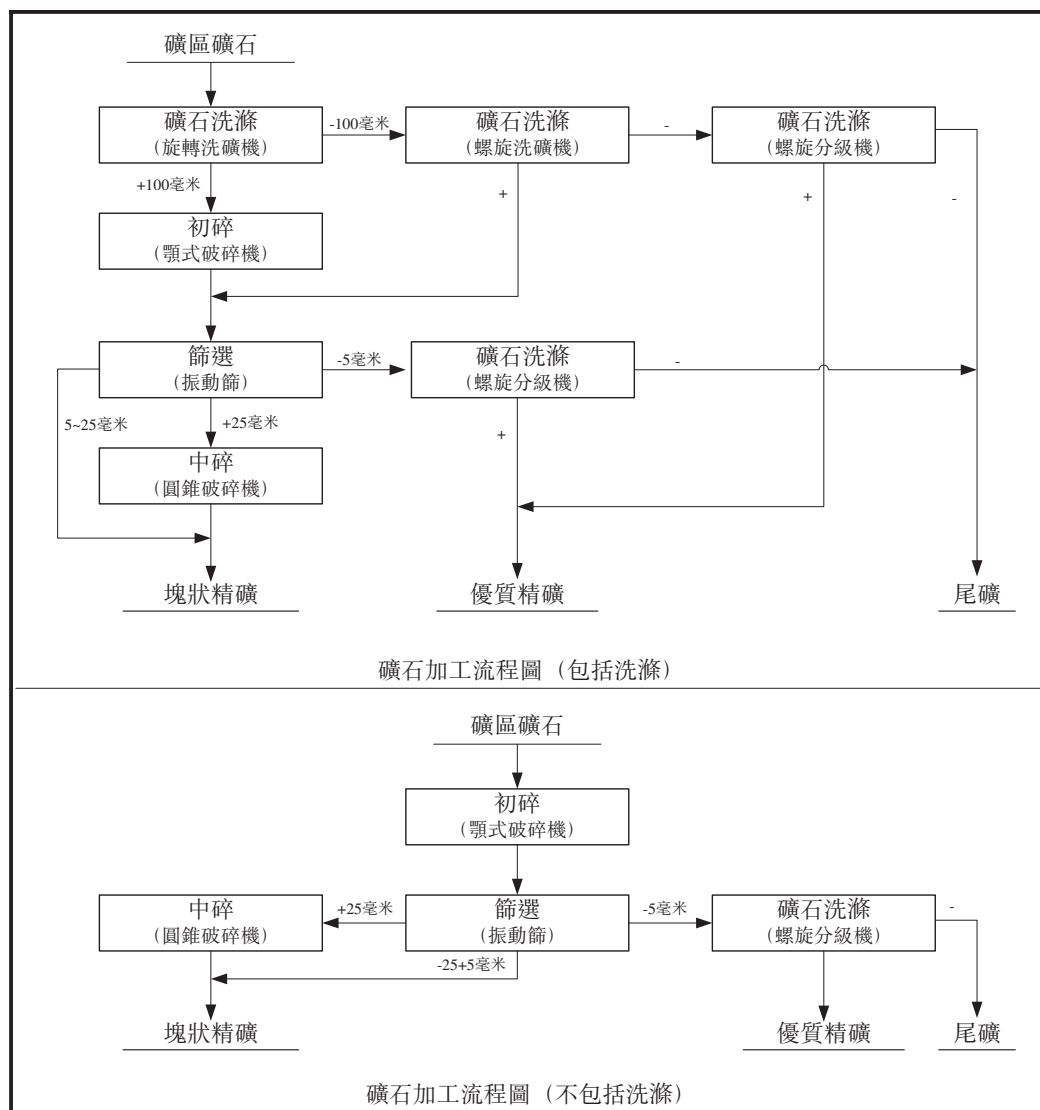 礦區礦石
礦石洗滌
(旋轉洗礦機)
-100毫米
礦石洗滌
(螺旋洗礦機)
-
礦石洗滌
(螺旋分級機)
+100毫米
+
+
-
初碎
(顎式破碎機)
篩選
(振動篩)
-5毫米
礦石洗滌
(螺旋分級機)
-
5~25毫米
+25毫米
+
中碎
(圓錐破碎機)
塊狀精礦
優質精礦
尾礦
礦石加工流程圖(包括洗滌)
礦區礦石
初碎
(顎式破碎機)
中碎
(圓錐破碎機)
+25毫米
篩選
(振動篩)
-5毫米
礦石洗滌
(螺旋分級機)
-
-25+5毫米
塊狀精礦
優質精礦
尾礦
礦石加工流程圖(不包括洗滌)